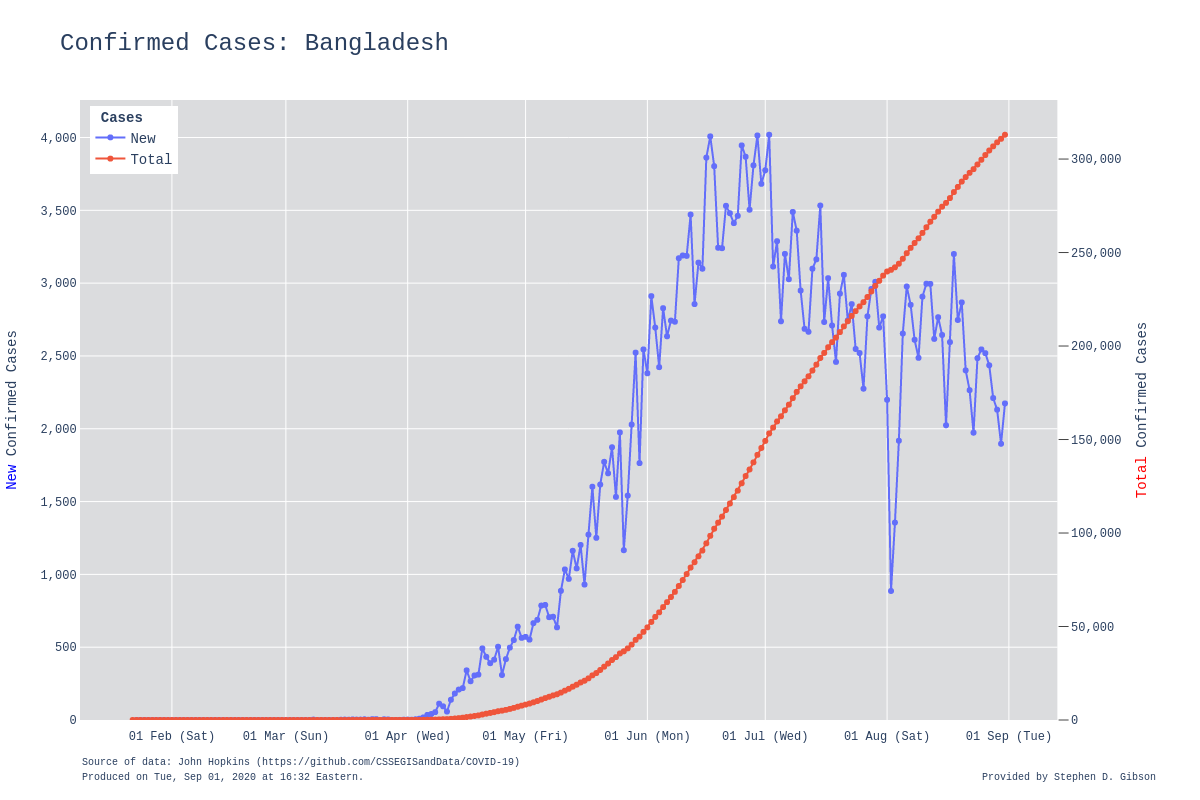 Confirmed Cases: Bangladesh
Cases
New
Total
4,000
3,500
3,000
2,500
2,000
1,500
1,000
500
0
300,000
250,000
200,000
150,000
100,000
50,000
0
New Confirmed Cases
Total Confirmed Cases
01 Feb (Sat) 01 Mar (Sun) 01 Apr (Wed) 01 May (Fri) 01 Jun (Mon) 01 Jul (Wed) 01 Aug (Sat) 01 Sep (Tue)
Source of data: John Hopkins (https://github.com/CSSEGISandData/COVID-19)
Produced on Tue, Sep 01, 2020 at 16:32 Eastern.
Provided by Stephen D. Gibson